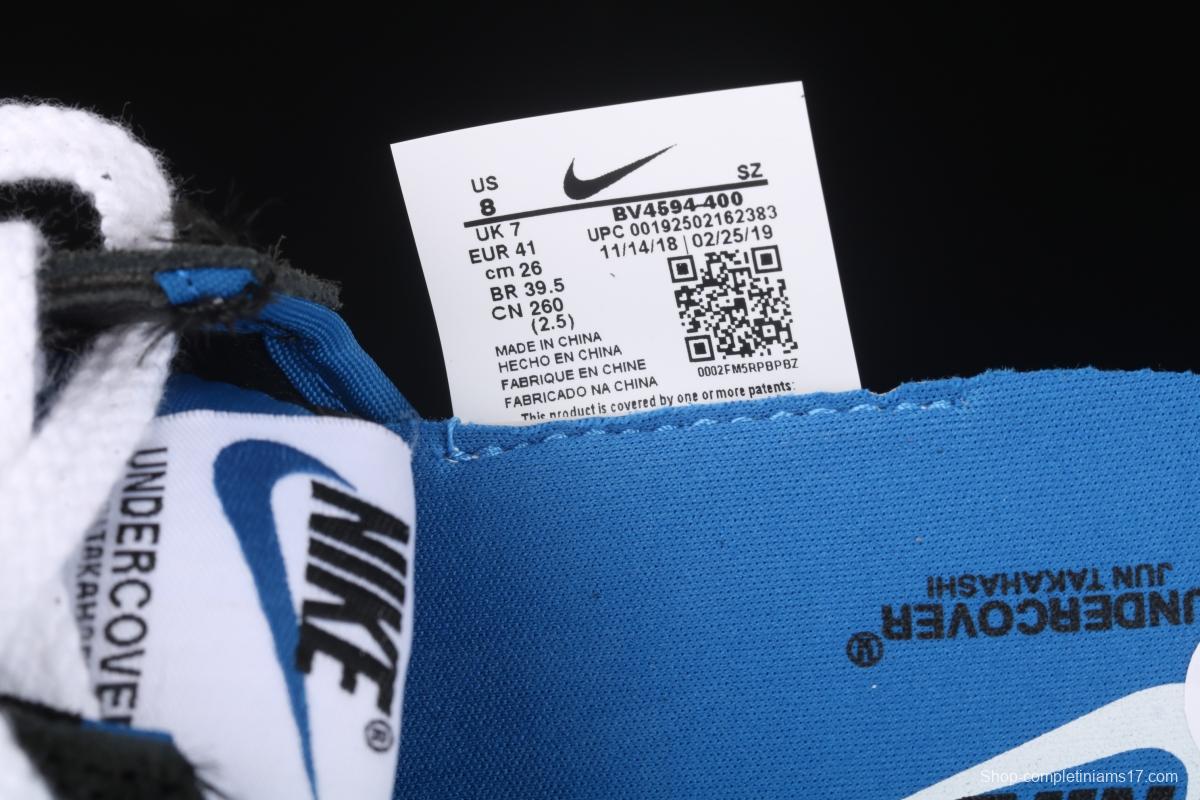 US
8
SZ
BV4594-400
UK 7
UPC 00192502162383
EUR 41
11/14/18 | 02/25/19
cm 26
BR 39.5
CN 260
(2.5)
MADE IN CHINA
HECHO EN CHINA
FABRIQUE EN CHINE
FABRICADO NA CHINA
0002FM5RPBPBZ
This product is covered by one or more patents:
UNDERCOVE
NIKE®
UNDERCOVER®
JUN TAKAHASHI
Shop-completiniams17.com